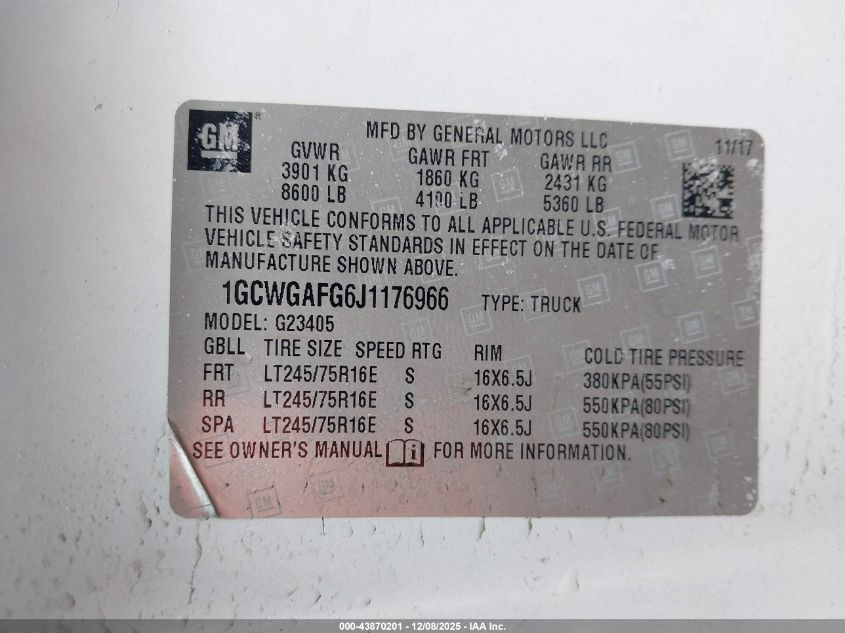 GM ®
MFD BY GENERAL MOTORS LLC 11/17
GVWR GAWR FRT GAWR RR
3901 KG 1860 KG 2431 KG
8600 LB 4100 LB 5360 LB
THIS VEHICLE CONFORMS TO ALL APPLICABLE U.S. FEDERAL MOTOR
VEHICLE SAFETY STANDARDS IN EFFECT ON THE DATE OF
MANUFACTURE SHOWN ABOVE.
1GCWGAFG6J1176966 TYPE: TRUCK
MODEL: G23405
GBLL TIRE SIZE SPEED RTG RIM COLD TIRE PRESSURE
FRT LT245/75R16E S 16X6.5J 380KPA(55PSI)
RR LT245/75R16E S 16X6.5J 550KPA(80PSI)
SPA LT245/75R16E S 16X6.5J 550KPA(80PSI)
SEE OWNER'S MANUAL i FOR MORE INFORMATION.
000-43870201 - 12/08/2025 - IAA Inc.